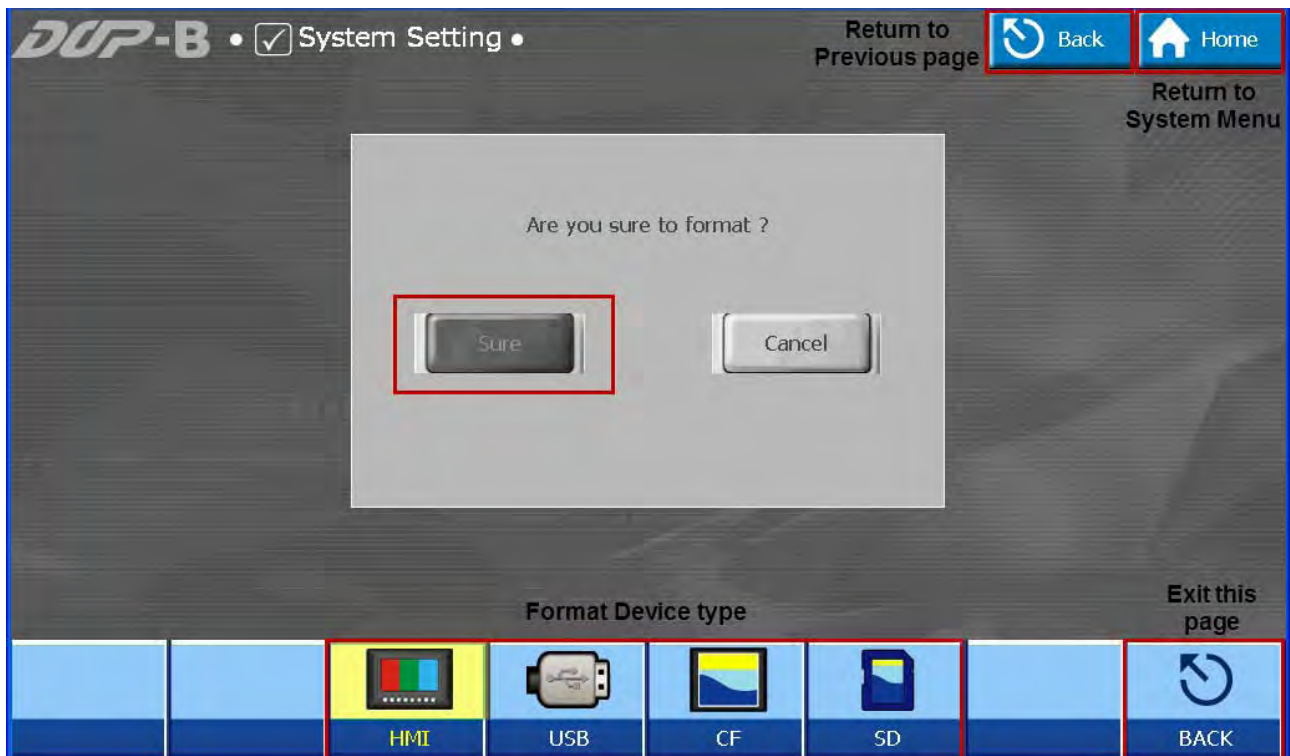 DOP-B • System Setting •
Return to
Previous page
Back
Home
Return to
System Menu
Are you sure to format ?
Sure
Cancel
Format Device type
Exit this
page
HMI
USB
CF
SD
BACK